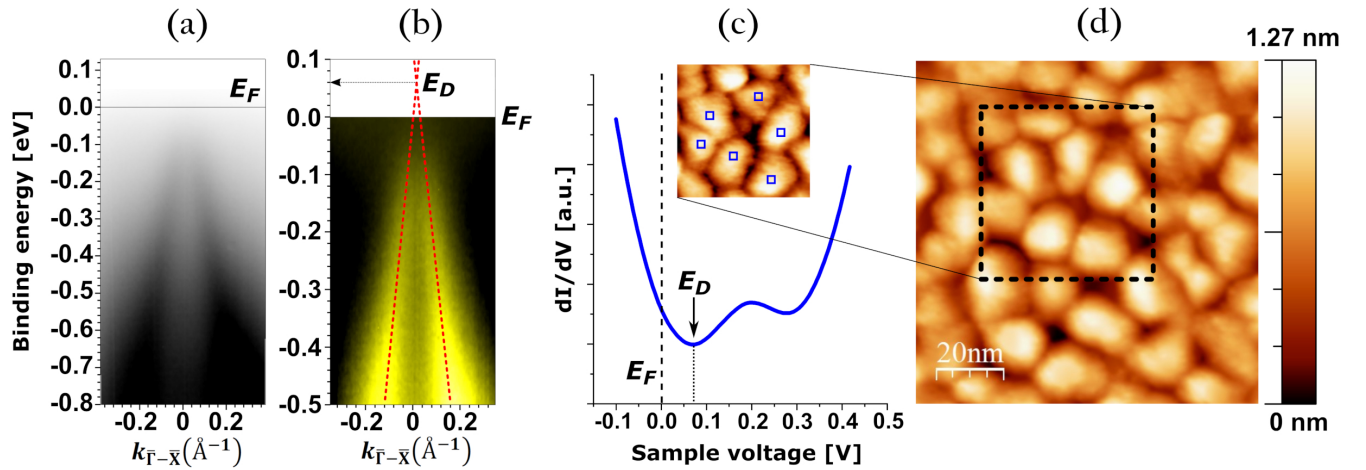 (a)
(b)
(c)
(d)
Binding energy [eV]
0.1
0.0
-0.1
-0.2
-0.3
-0.4
-0.5
-0.6
-0.7
-0.8
E_F
-0.2 0 0.2
k_Γ̄−X̄(Å⁻¹)
0.1
0.0
-0.1
-0.2
-0.3
-0.4
-0.5
E_D
E_F
-0.2 0 0.2
k_Γ̄−X̄(Å⁻¹)
dI/dV [a.u.]
E_D
E_F
0.0 0.1 0.2 0.3 0.4 0.5
Sample voltage [V]
20nm
1.27 nm
0 nm